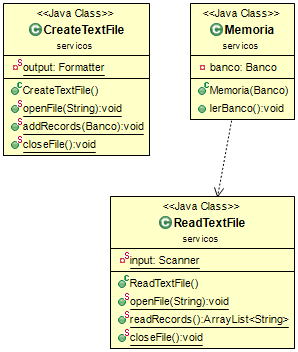 <<Java Class>>
CreateTextFile
servicos
output: Formatter
CreateTextFile()
openFile(String):void
addRecords(Banco):void
closeFile():void
<<Java Class>>
Memoria
servicos
banco: Banco
Memoria(Banco)
lerBanco():void
<<Java Class>>
ReadTextFile
servicos
input: Scanner
ReadTextFile()
openFile(String):void
readRecords():ArrayList<String>
closeFile():void